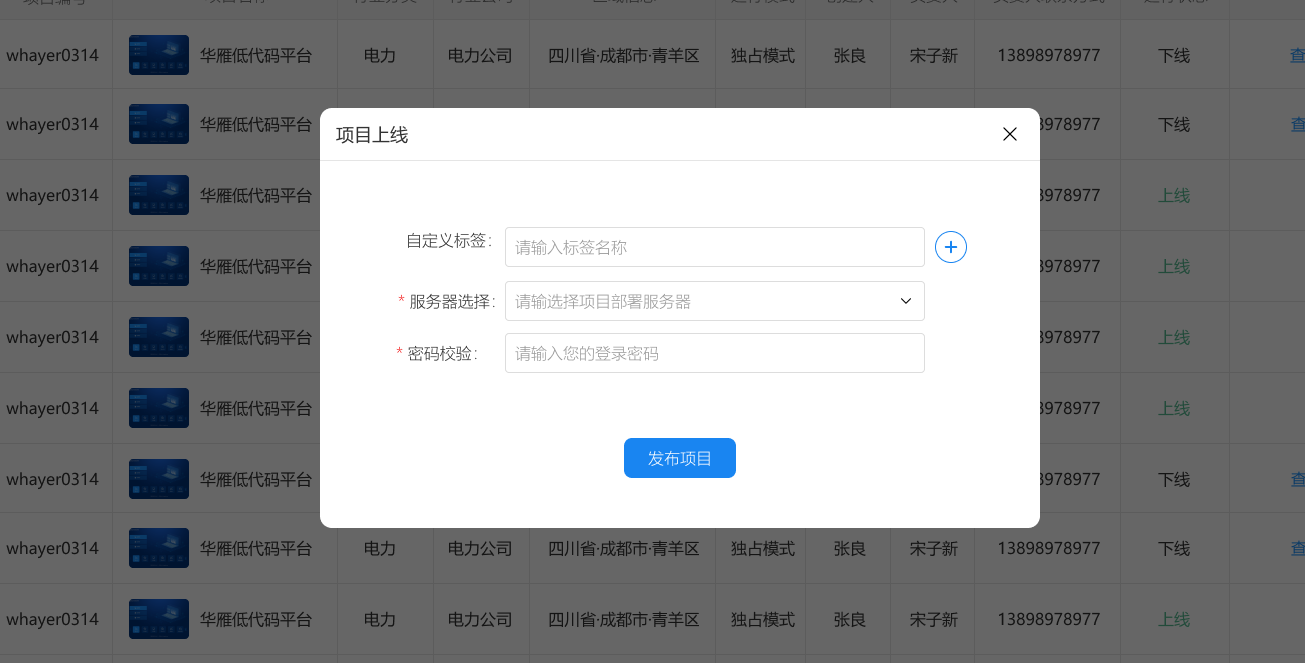 whayer0314 华雁低代码平台 电力 电力公司 四川省·成都市·青羊区 独占模式 张良 宋子新 13898978977 下线 查
whayer0314 华雁低代码平台 8978977 下线 查
项目上线
whayer0314 华雁低代码平台 8978977 上线
自定义标签： 请输入标签名称
whayer0314 华雁低代码平台 8978977 上线
* 服务器选择： 请输选择项目部署服务器
whayer0314 华雁低代码平台 8978977 上线
* 密码校验： 请输入您的登录密码
whayer0314 华雁低代码平台 8978977 上线
发布项目
whayer0314 华雁低代码平台 8978977 下线 查
whayer0314 华雁低代码平台 电力 电力公司 四川省·成都市·青羊区 独占模式 张良 宋子新 13898978977 下线 查
whayer0314 华雁低代码平台 电力 电力公司 四川省·成都市·青羊区 独占模式 张良 宋子新 13898978977 上线